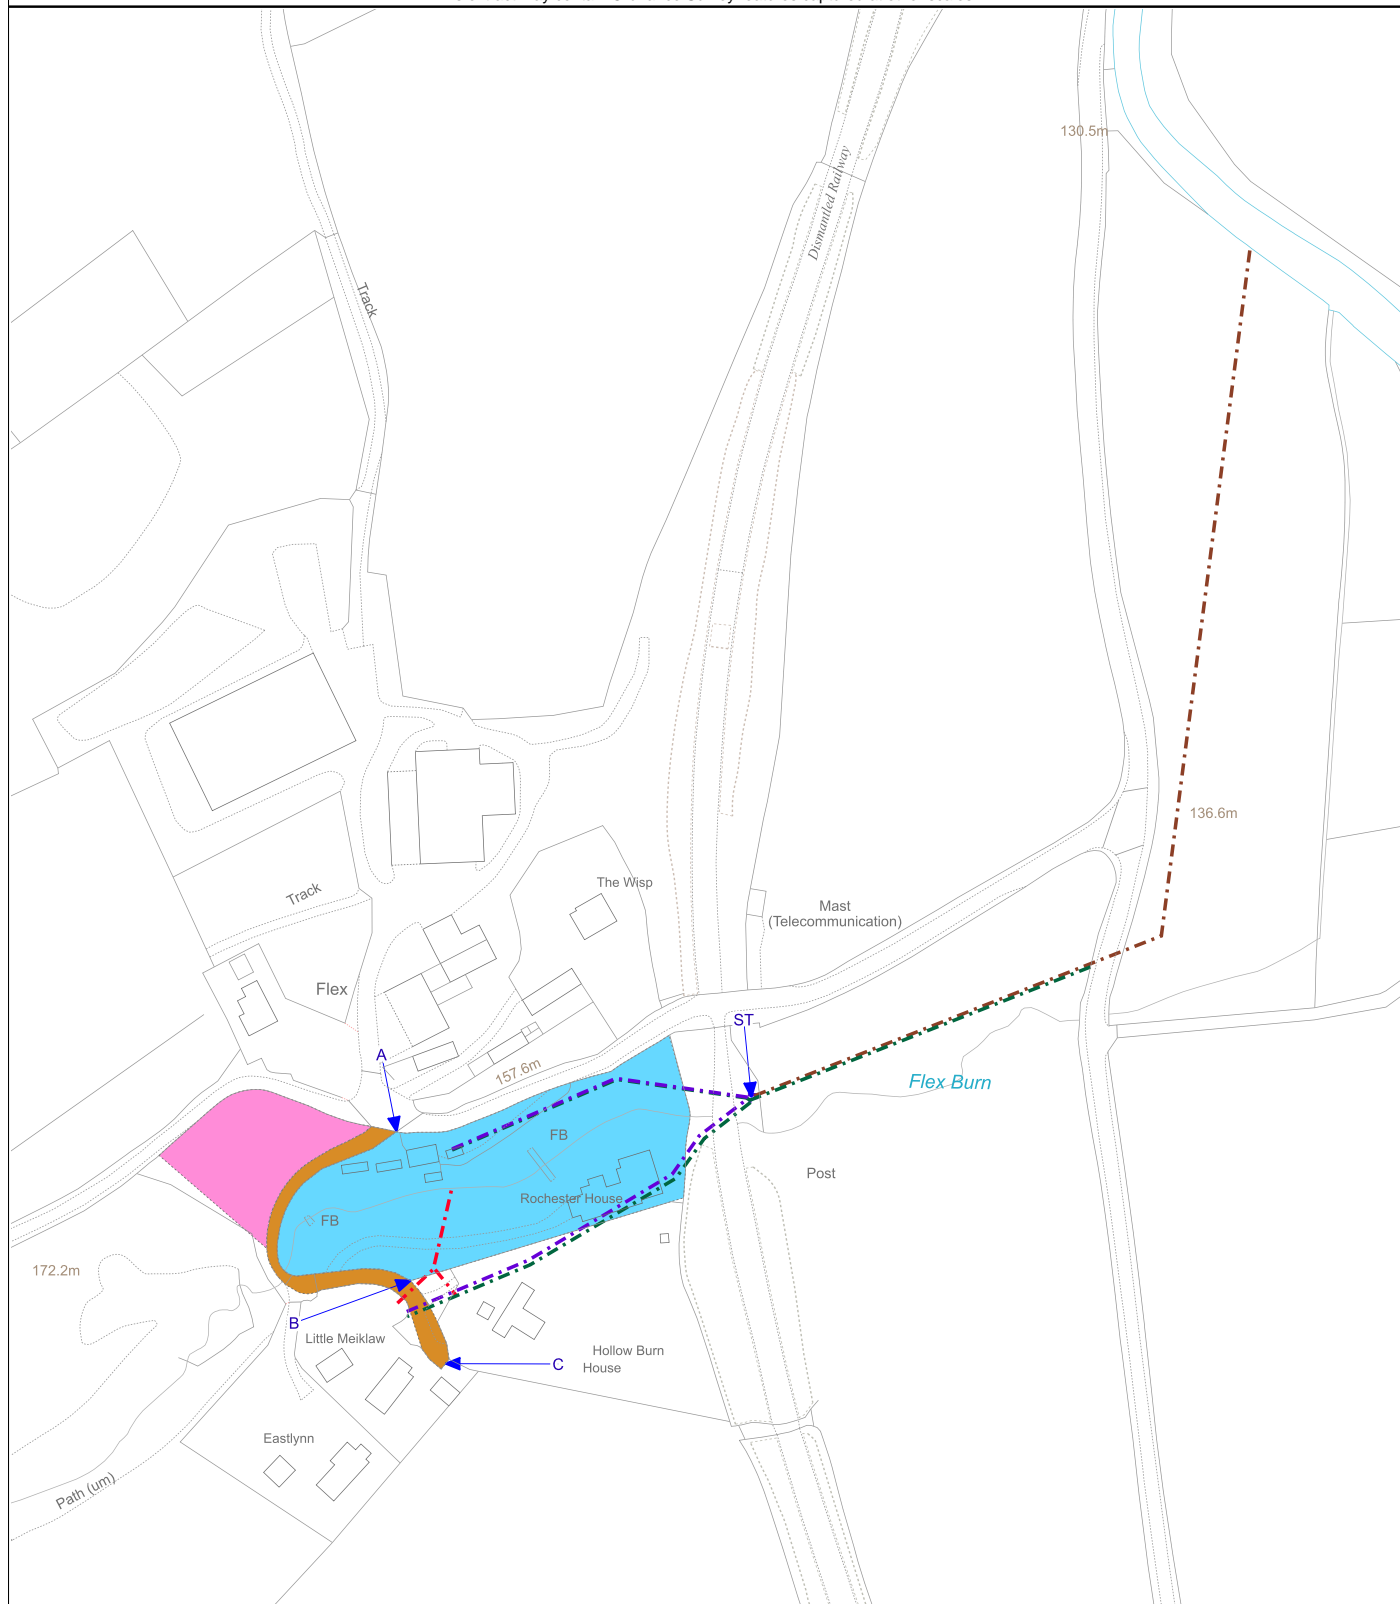 130.5m
Dismantled Railway
Track
136.6m
The Wisp
Track
Mast
(Telecommunication)
Flex
ST
A
157.6m
Flex Burn
FB
Post
Rochester House
FB
172.2m
B
Little Meiklaw
Hollow Burn
House
C
Eastlynn
Path (um)